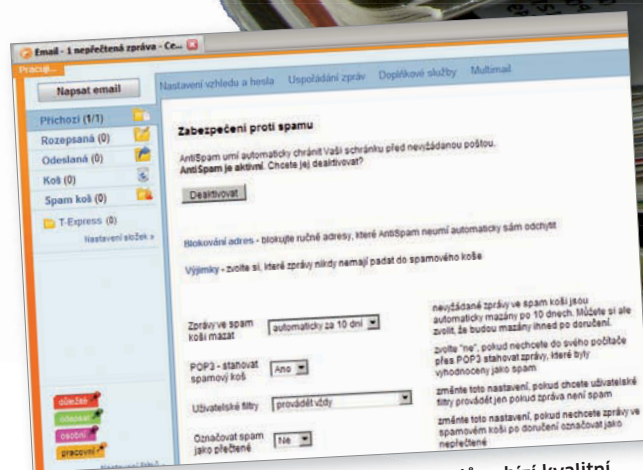 Email - 1 nepřečtená zpráva - Ce...
Pracuji...
Napsat email
Příchozí (1/1)
Rozepsaná (0)
Odeslaná (0)
Koš (0)
Spam koš (0)
T-Express (0)
Nastavení složek »
důležité
odepsat
osobní
pracovní
Nastavení vzhledu a hesla Uspořádání zpráv Doplňkové služby Multimail
Zabezpečení proti spamu
AntiSpam umí automaticky chránit Vaši schránku před nevyžádanou poštou.
AntiSpam je aktivní. Chcete jej deaktivovat?
Deaktivovat
Blokování adres - blokujte ručně adresy, které AntiSpam neumí automaticky sám odchytit
Výjimky - zvolte si, které zprávy nikdy nemají padat do spamového koše
Zprávy ve spam
koši mazat
automaticky za 10 dní
nevyžádané zprávy ve spam koši jsou
automaticky mazány po 10 dnech. Můžete si ale
zvolit, že budou mazány ihned po doručení.
POP3 - stahovat
spamový koš
Ano
zvolte "ne", pokud nechcete do svého počítače
přes POP3 stahovat zprávy, které byly
vyhodnoceny jako spam
Uživatelské filtry
provádět vždy
změňte toto nastavení, pokud chcete uživatelské
filtry provádět jen pokud zpráva není spam
Označovat spam
jako přečtené
Ne
změňte toto nastavení, pokud nechcete zprávy ve
spamovém koši po doručení označovat jako
nepřečtené
kvalitní